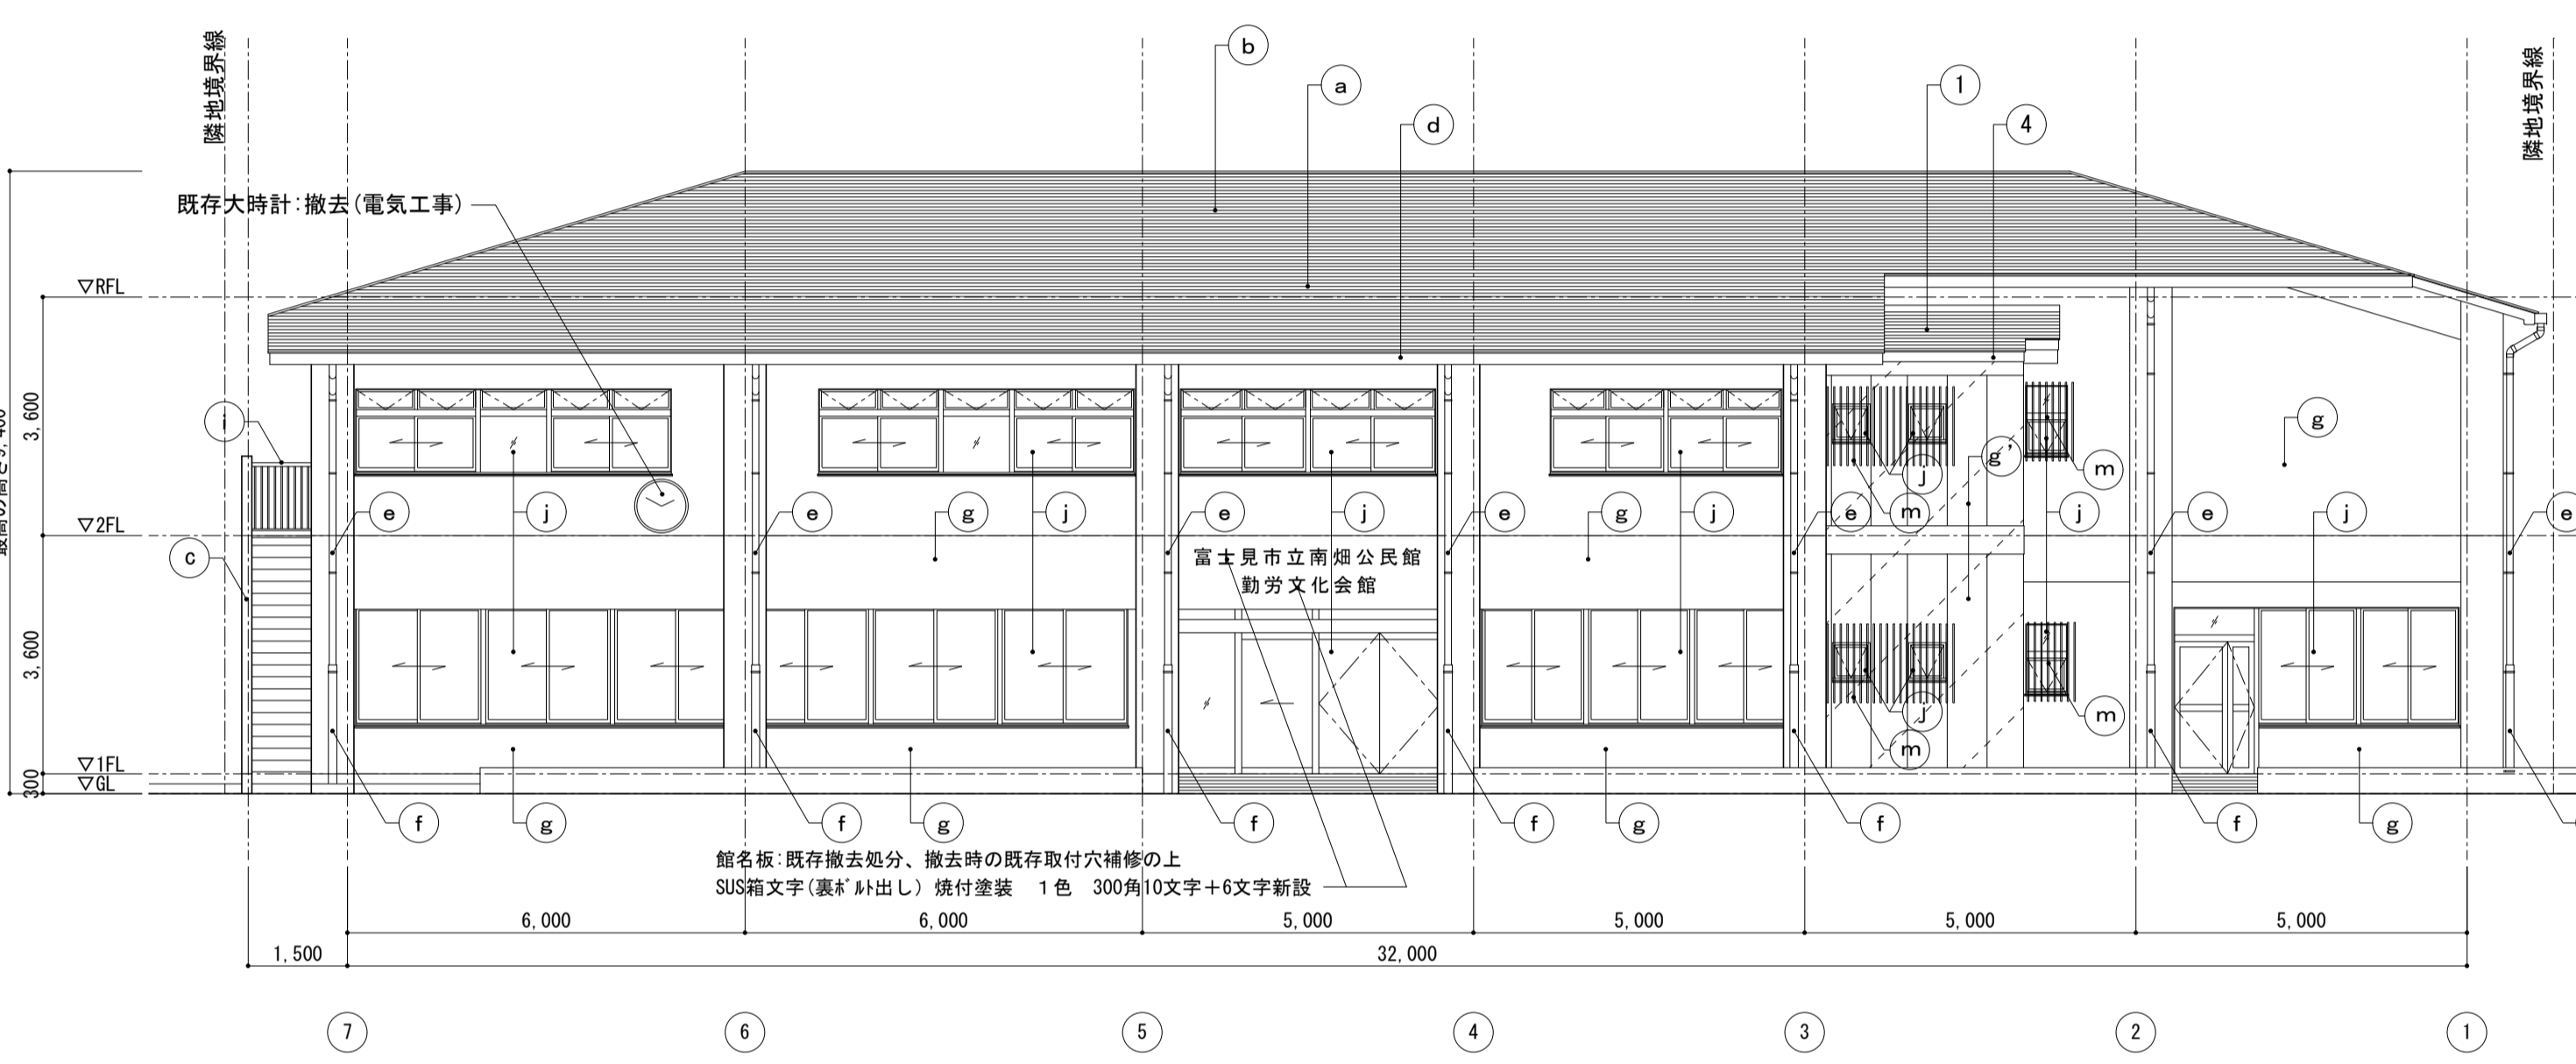 隣地境界線
隣地境界線
b
a
1
d
4
既存大時計:撤去(電気工事)
▽RFL
3,600
i
g
j
g'
m
e
j
e
g
j
e
j
e
g
j
m
e
j
e
j
e
▽2FL
c
富士見市立南畑公民館
勤労文化会館
3,600
j
m
m
▽1FL
300
▽GL
f
g
f
g
f
f
g
f
f
g
館名板:既存撤去処分、撤去時の既存取付穴補修の上
SUS箱文字(裏ボルト出し) 焼付塗装 1色 300角10文字+6文字新設
6,000
6,000
5,000
5,000
5,000
5,000
1,500
32,000
7
6
5
4
3
2
1